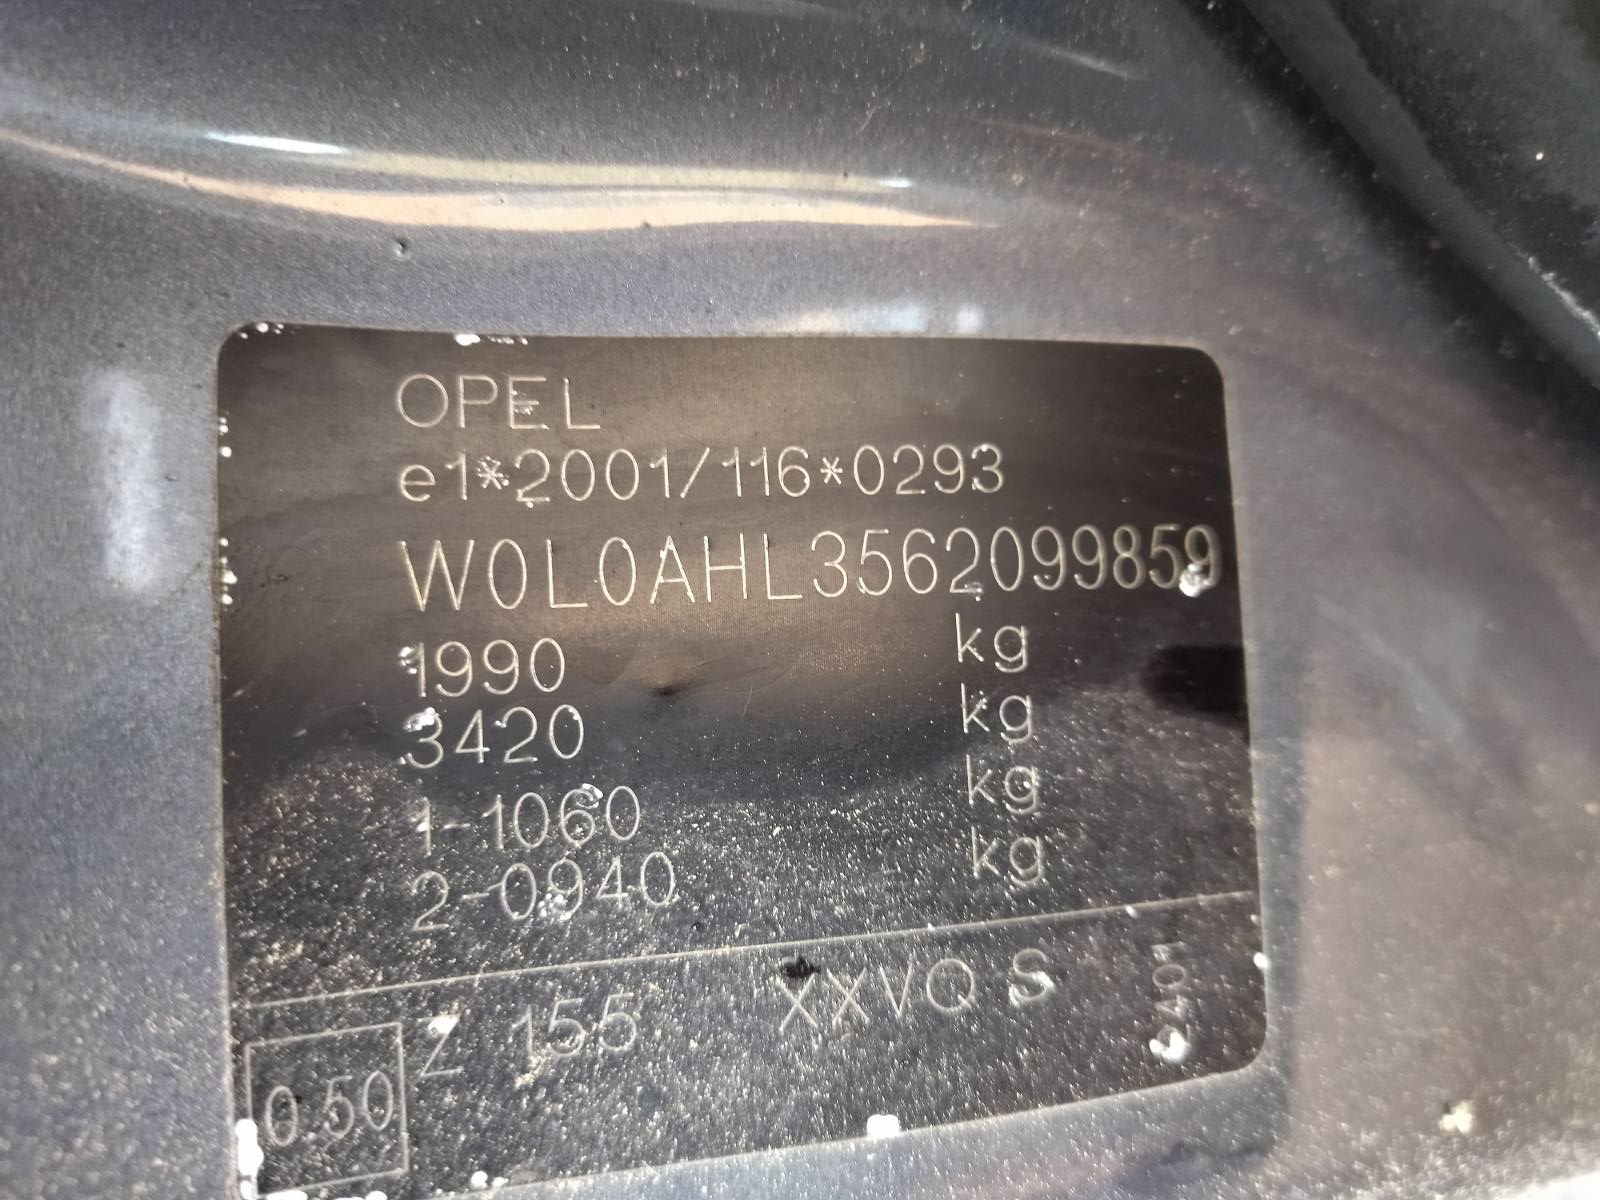 OPEL
e1*2001/116*0293
W0L0AHL3562099859
1990 kg
3420 kg
1-1060 kg
2-0940 kg
0.50 Z 155 XXVQ S